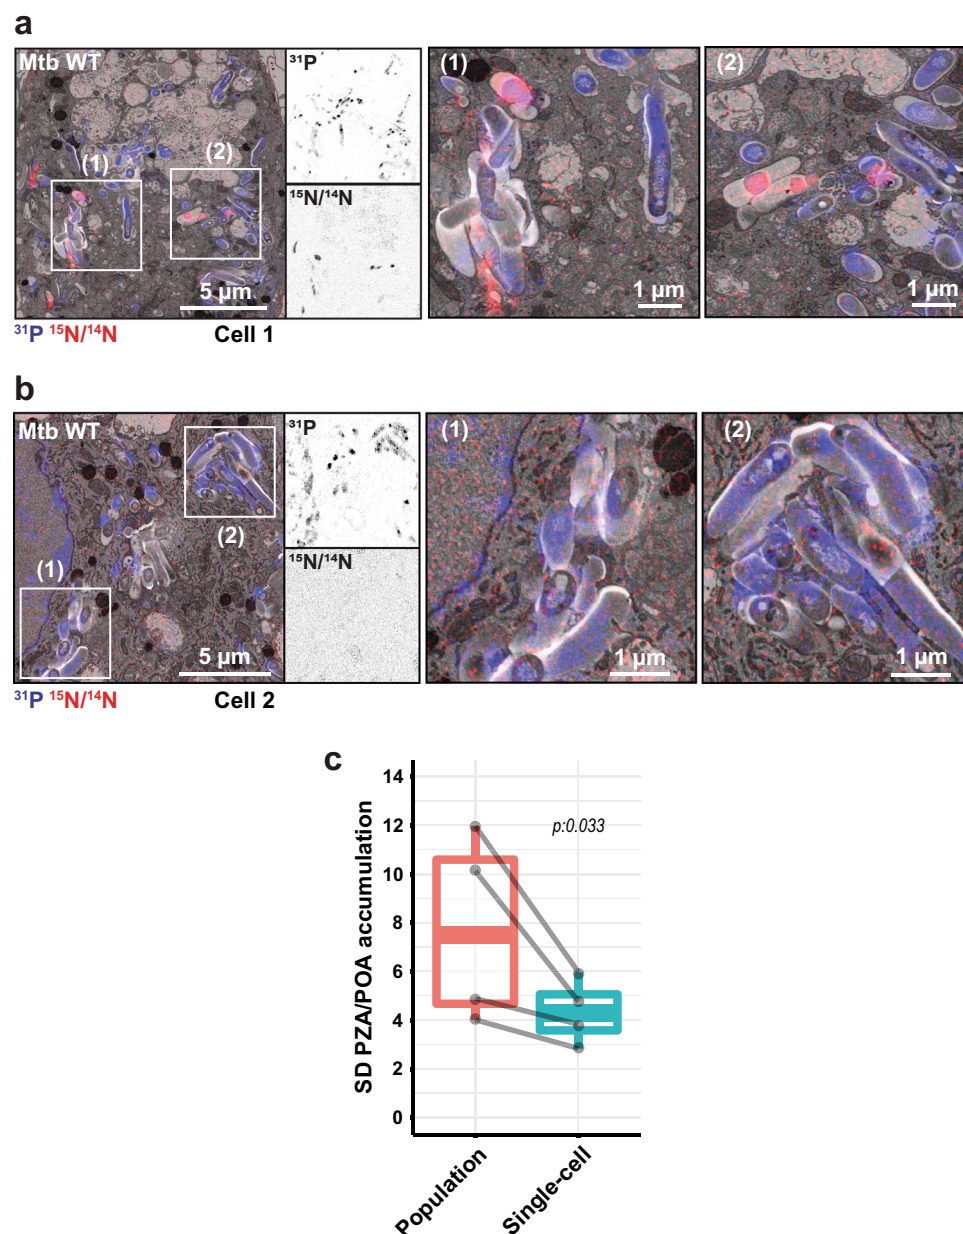 a
Mtb WT
(1)
(2)
5 µm
³¹P
¹⁵N/¹⁴N
(1)
1 µm
(2)
1 µm
³¹P ¹⁵N/¹⁴N
Cell 1
b
Mtb WT
(1)
(2)
5 µm
³¹P
¹⁵N/¹⁴N
(1)
1 µm
(2)
1 µm
³¹P ¹⁵N/¹⁴N
Cell 2
c
SD PZA/POA accumulation
14
12
10
8
6
4
2
0
p:0.033
Population
Single-cell